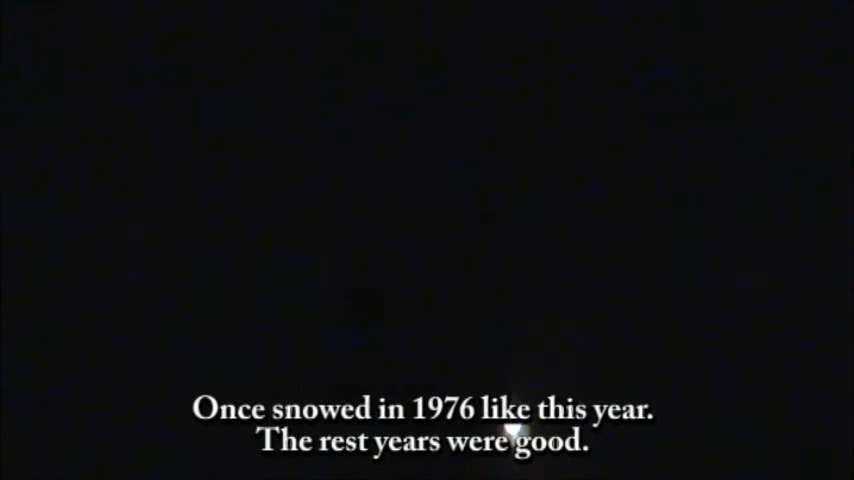 Once snowed in 1976 like this year.
The rest years were good.